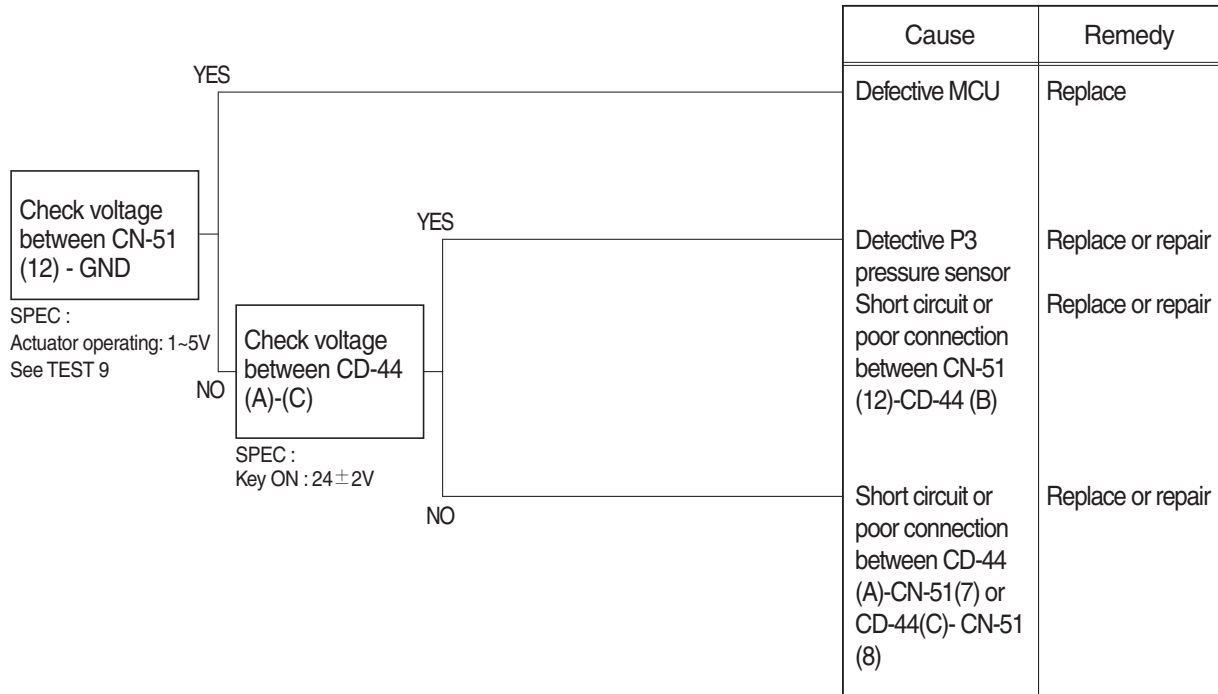 Cause
Remedy
YES
Defective MCU
Replace
Check voltage
between CN-51
(12) - GND
SPEC :
Actuator operating: 1~5V
See TEST 9
YES
Detective P3
pressure sensor
Replace or repair
Short circuit or
poor connection
between CN-51
(12)-CD-44 (B)
Replace or repair
NO
Check voltage
between CD-44
(A)-(C)
SPEC :
Key ON : 24±2V
NO
Short circuit or
poor connection
between CD-44
(A)-CN-51(7) or
CD-44(C)- CN-51
(8)
Replace or repair